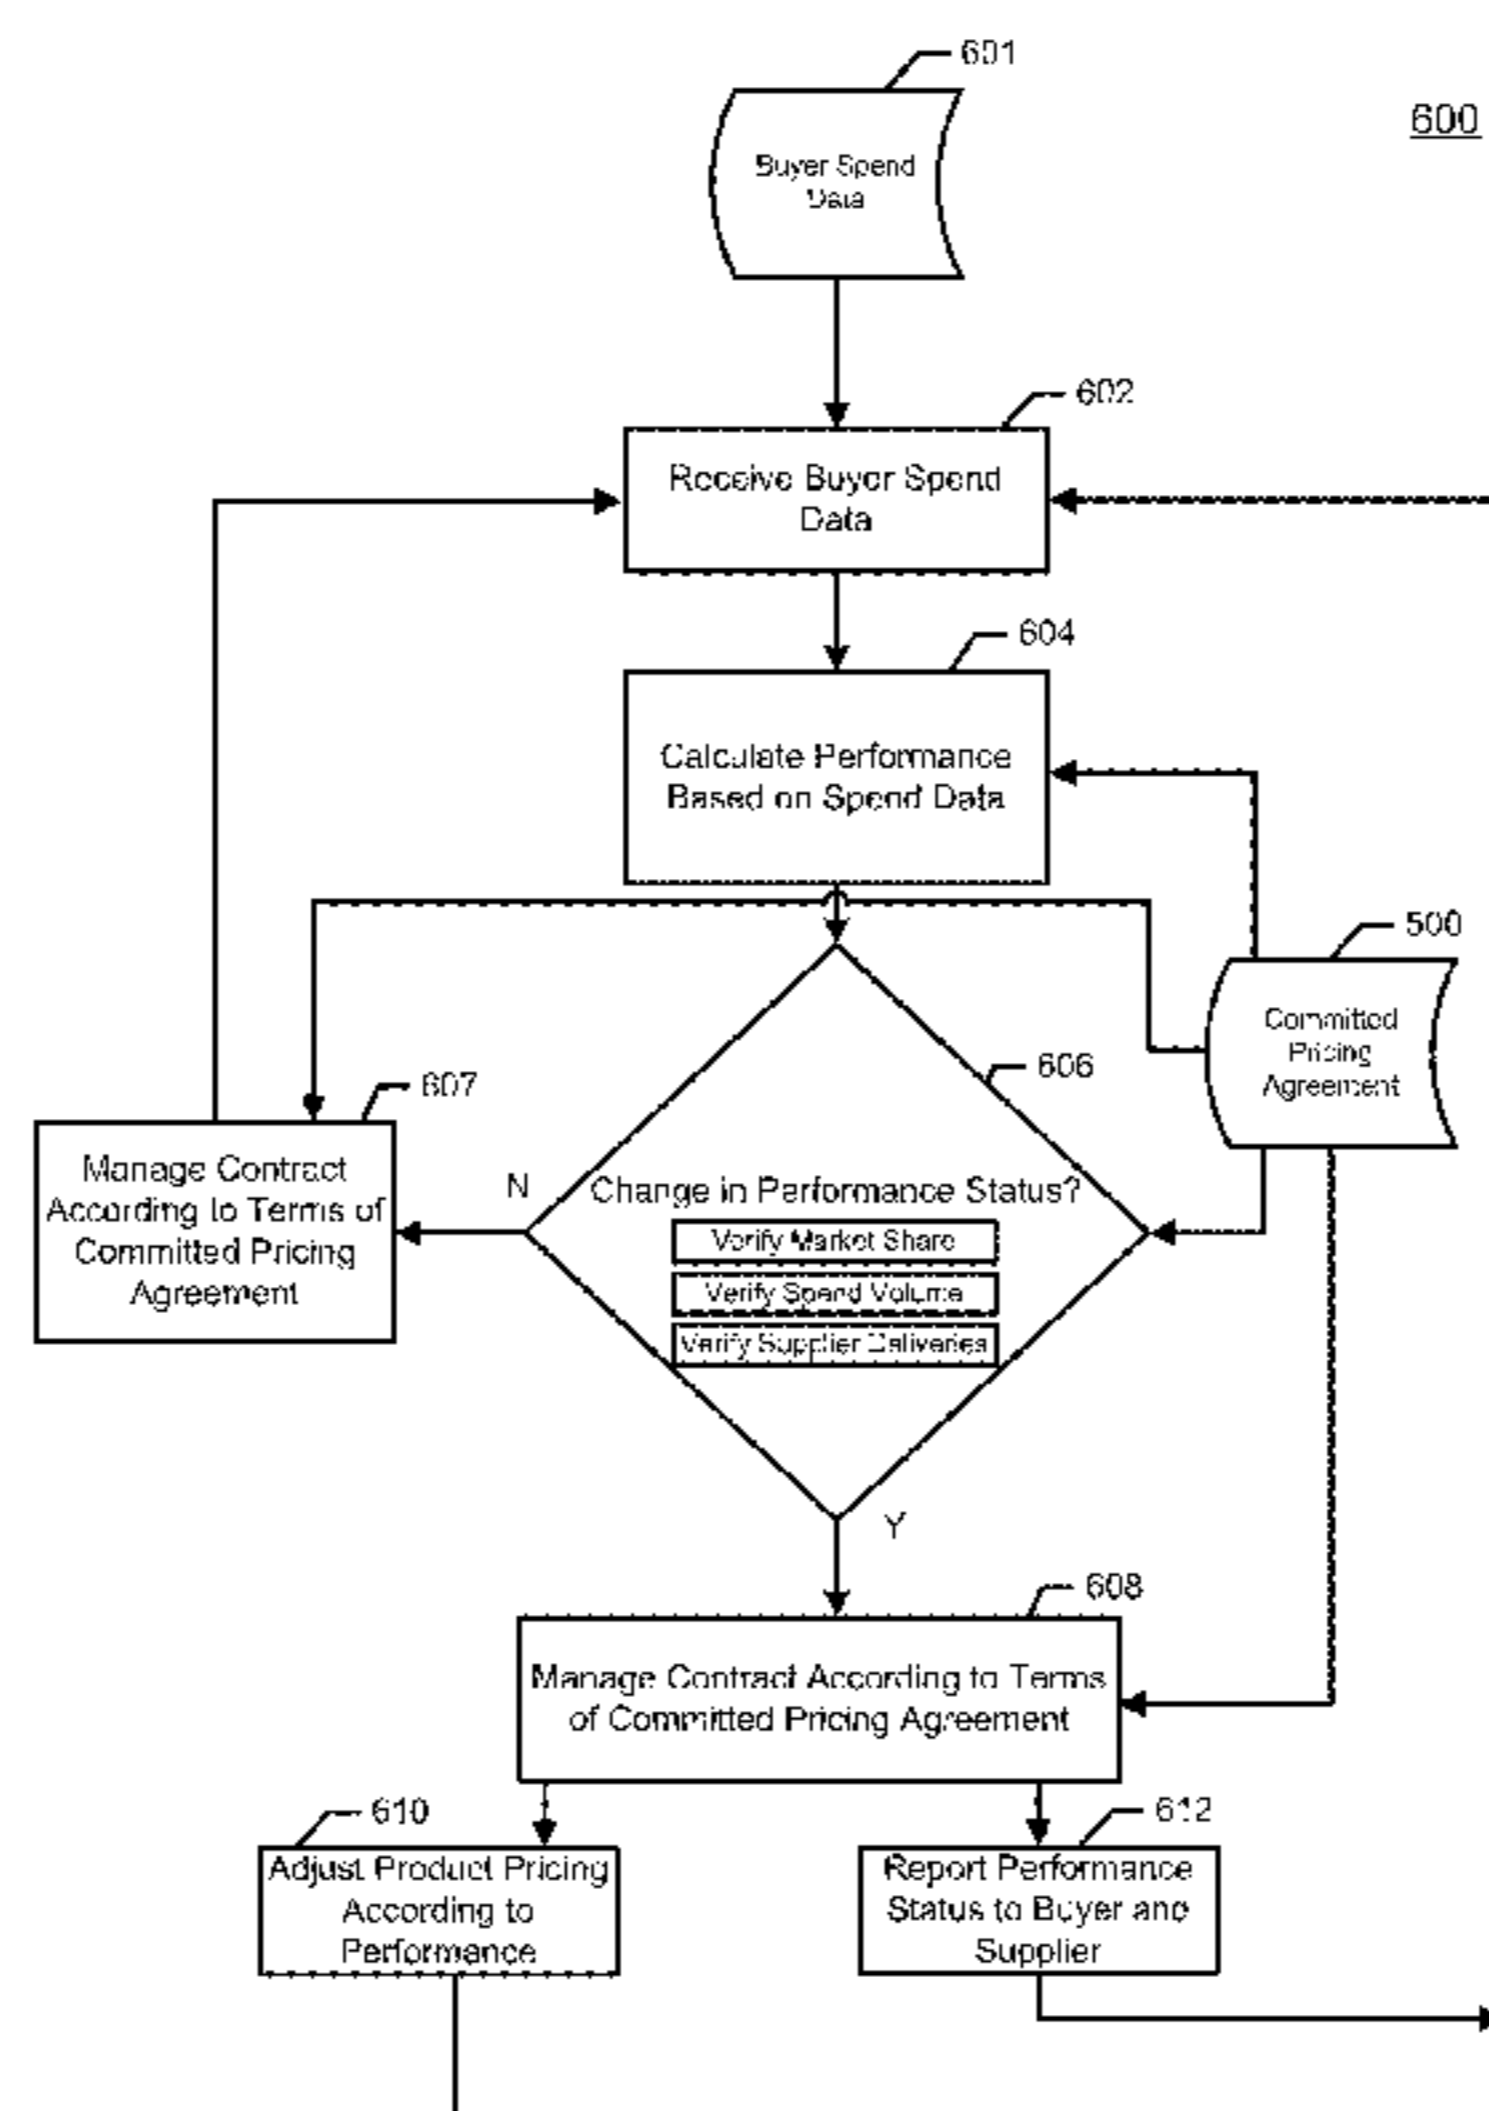 601
600
Buyer Spend
Data
602
Receive Buyer Spend
Data
604
Calculate Performance
Based on Spend Data
500
Committed
Pricing
Agreement
606
607
Manage Contract
According to Terms of
Committed Pricing
Agreement
N
Change in Performance Status?
Verify Market Share
Verify Spend Volume
Verify Supplier Deliveries
Y
608
Manage Contract According to Terms
of Committed Pricing Agreement
610
612
Adjust Product Pricing
According to
Performance
Report Performance
Status to Buyer and
Supplier